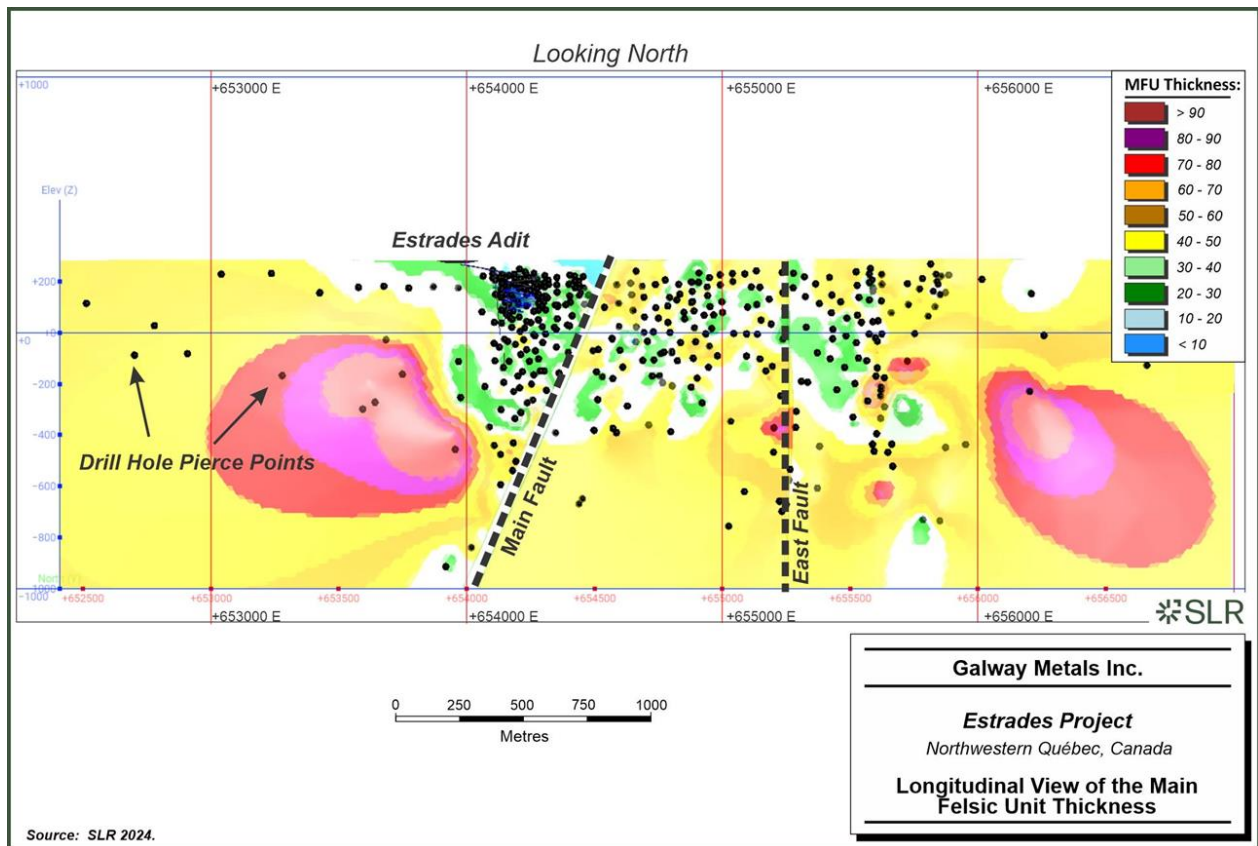 Looking North
+1000
+653000 E
+654000 E
+655000 E
+656000 E
MFU Thickness:
> 90
80 - 90
70 - 80
60 - 70
50 - 60
40 - 50
30 - 40
20 - 30
10 - 20
< 10
Elev (Z)
Estrades Adit
+200
+0
+0
-200
-400
Drill Hole Pierce Points
-600
-800
Main Fault
East Fault
+652500
+653000
+653500
+654000
+654500
+655000
+655500
+656000
+656500
+653000 E
+654000 E
+655000 E
+656000 E
SLR
0 250 500 750 1000
Metres
Galway Metals Inc.
Estrades Project
Northwestern Québec, Canada
Longitudinal View of the Main
Felsic Unit Thickness
Source: SLR 2024.